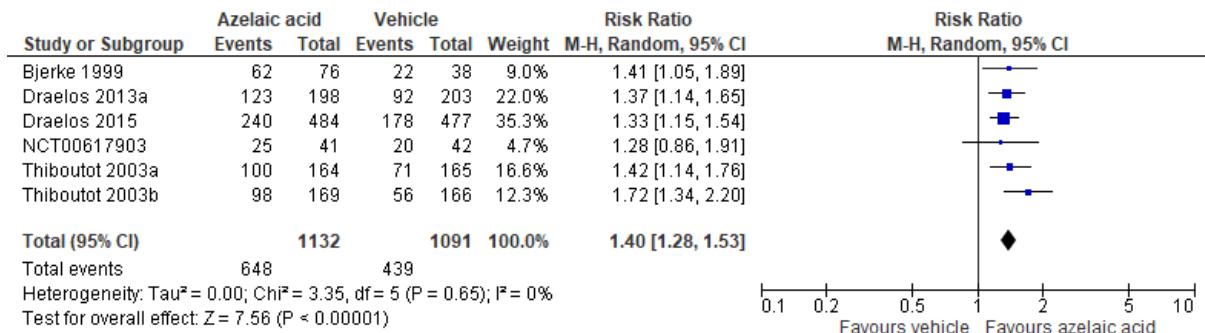 Azelaic acid Vehicle Risk Ratio Risk Ratio
Study or Subgroup Events Total Events Total Weight M-H, Random, 95% CI M-H, Random, 95% CI
Bjerke 1999 62 76 22 38 9.0% 1.41 [1.05, 1.89]
Draelos 2013a 123 198 92 203 22.0% 1.37 [1.14, 1.65]
Draelos 2015 240 484 178 477 35.3% 1.33 [1.15, 1.54]
NCT00617903 25 41 20 42 4.7% 1.28 [0.86, 1.91]
Thiboutot 2003a 100 164 71 165 16.6% 1.42 [1.14, 1.76]
Thiboutot 2003b 98 169 56 166 12.3% 1.72 [1.34, 2.20]
Total (95% CI) 1132 1091 100.0% 1.40 [1.28, 1.53]
Total events 648 439
Heterogeneity: Tau² = 0.00; Chi² = 3.35, df = 5 (P = 0.65); I² = 0%
Test for overall effect: Z = 7.56 (P < 0.00001)
0.1 0.2 0.5 1 2 5 10
Favours vehicle Favours azelaic acid